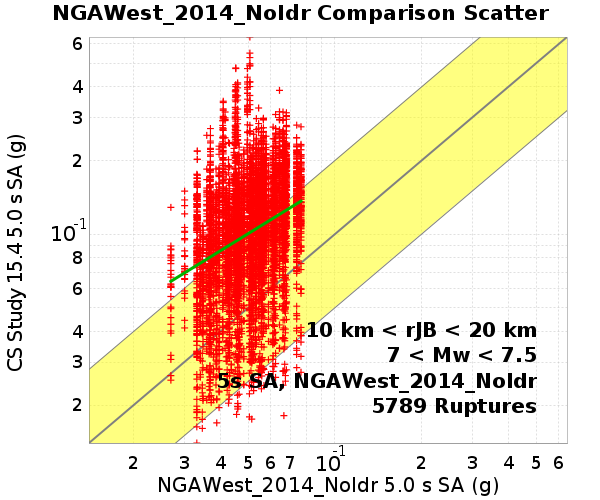 NGAWest_2014_NoIdr Comparison Scatter
6
4
3
2
10-1
8
6
4
3
2
CS Study 15.4 5.0 s SA (g)
10 km < rJB < 20 km
7 < Mw < 7.5
5s SA, NGAWest_2014_NoIdr
5789 Ruptures
2 3 4 5 6 7 10-1 2 3 4 5 6
NGAWest_2014_NoIdr 5.0 s SA (g)